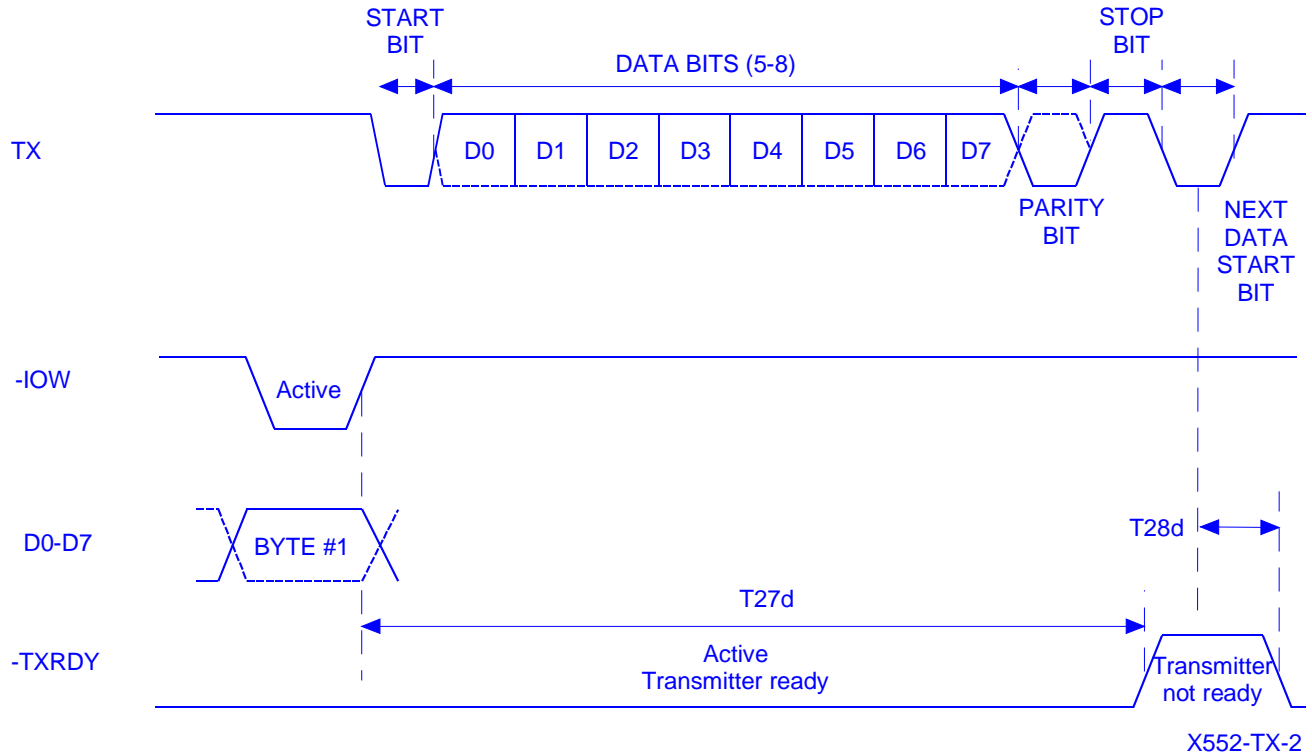 START
BIT
DATA BITS (5-8)
STOP
BIT
TX
D0 D1 D2 D3 D4 D5 D6 D7
PARITY
BIT
NEXT
DATA
START
BIT
-IOW
Active
D0-D7
BYTE #1
T28d
T27d
-TXRDY
Active
Transmitter ready
Transmitter
not ready
X552-TX-2